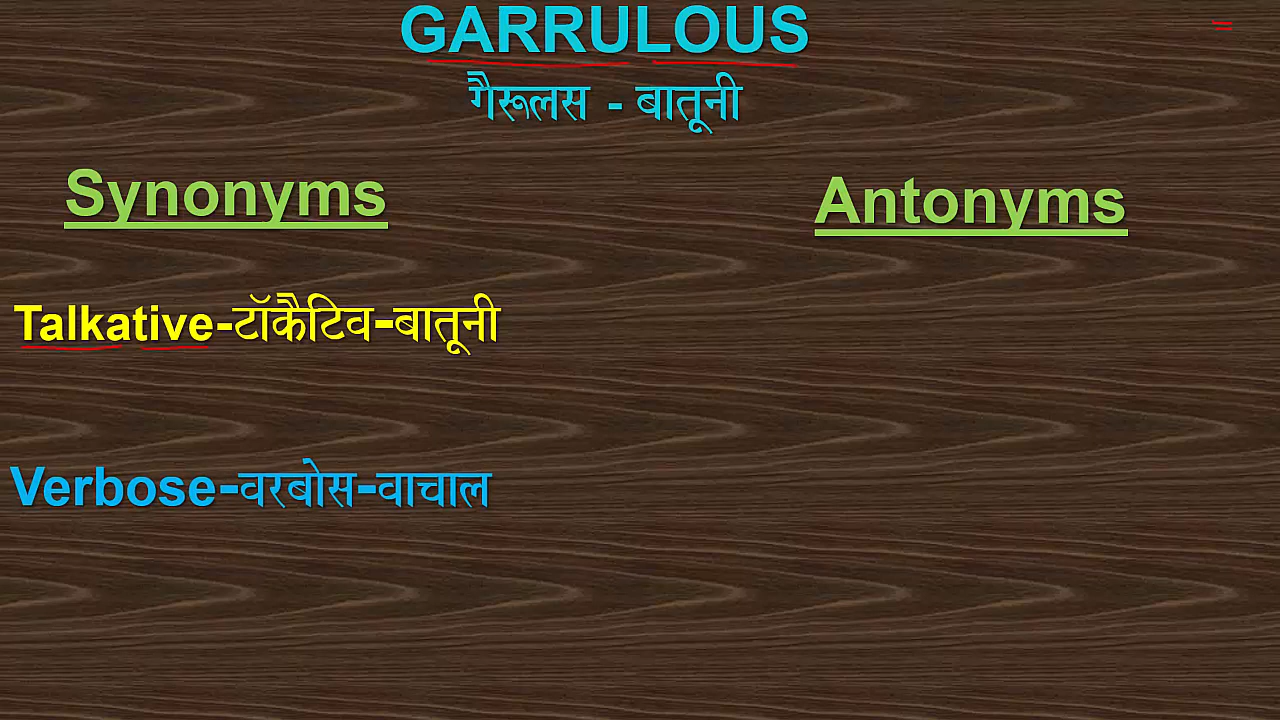 GARRULOUS
गैरूलस - बातूनी
Synonyms
Antonyms
Talkative-टॉकैटिव-बातूनी
Verbose-वरबोस-वाचाल